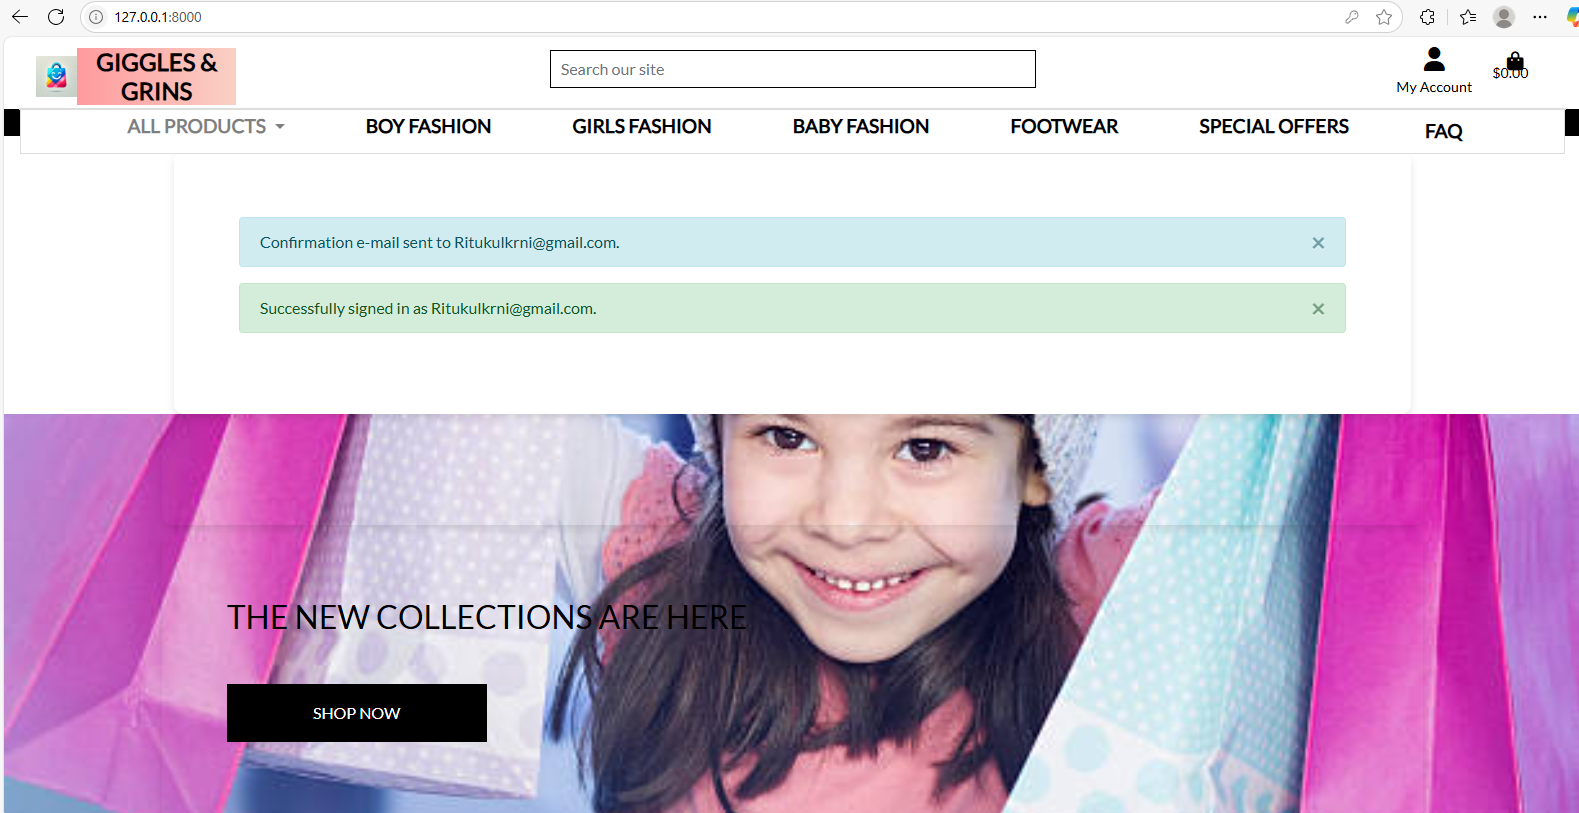 127.0.0.1:8000
GIGGLES &
GRINS
Search our site
My Account
$0.00
ALL PRODUCTS
BOY FASHION
GIRLS FASHION
BABY FASHION
FOOTWEAR
SPECIAL OFFERS
FAQ
Confirmation e-mail sent to Ritukulkrni@gmail.com.
×
Successfully signed in as Ritukulkrni@gmail.com.
×
THE NEW COLLECTIONS ARE HERE
SHOP NOW